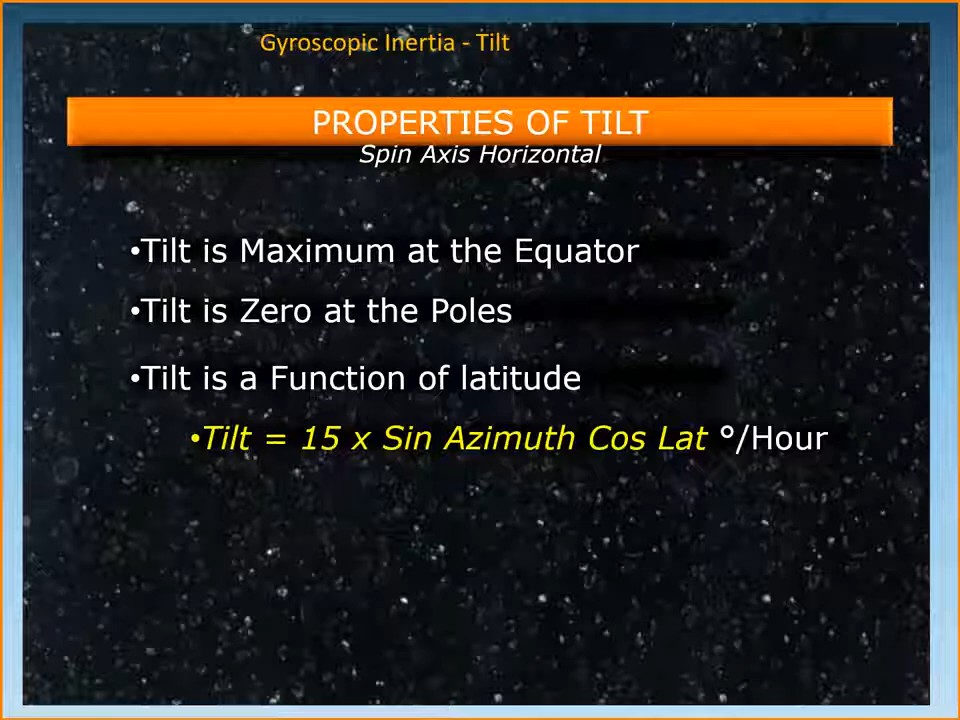 Gyroscopic Inertia - Tilt
PROPERTIES OF TILT
Spin Axis Horizontal
•Tilt is Maximum at the Equator
•Tilt is Zero at the Poles
•Tilt is a Function of latitude
•Tilt = 15 x Sin Azimuth Cos Lat °/Hour